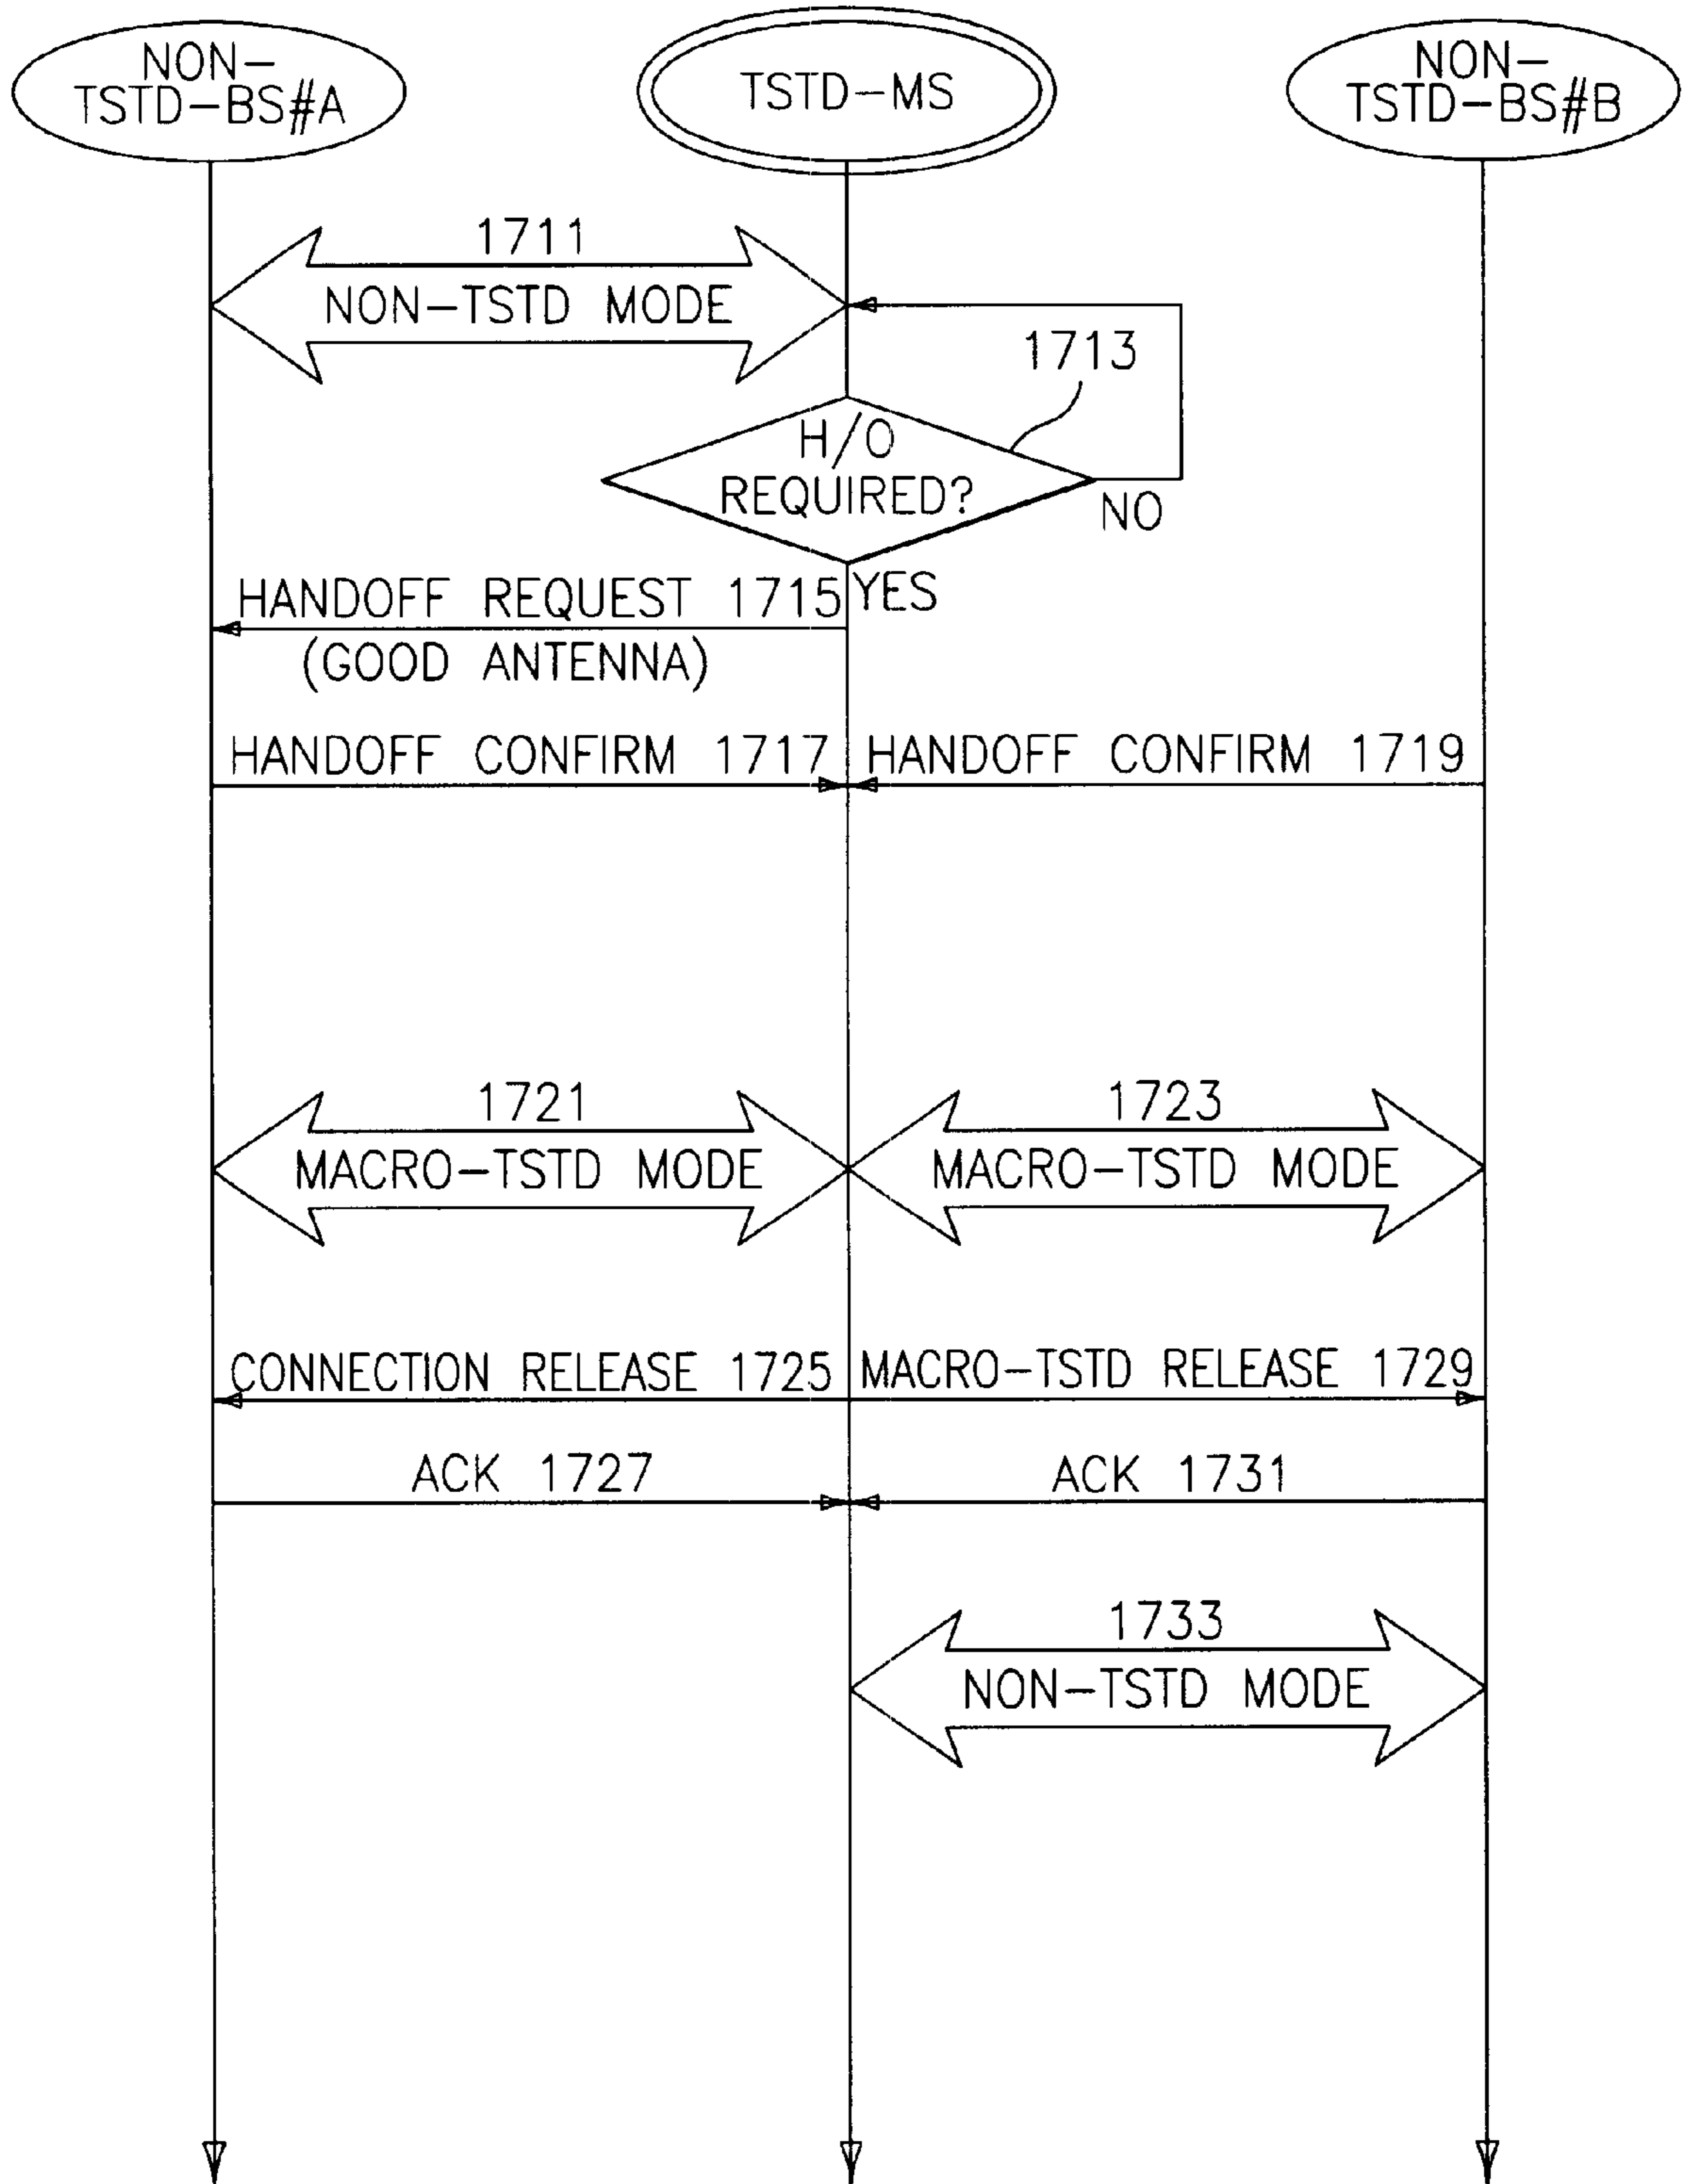 NON-
TSTD-BS#A
TSTD-MS
NON-
TSTD-BS#B
1711
NON-TSTD MODE
1713
H/O
REQUIRED?
NO
YES
HANDOFF REQUEST 1715
(GOOD ANTENNA)
HANDOFF CONFIRM 1717
HANDOFF CONFIRM 1719
1721
MACRO-TSTD MODE
1723
MACRO-TSTD MODE
CONNECTION RELEASE 1725
MACRO-TSTD RELEASE 1729
ACK 1727
ACK 1731
1733
NON-TSTD MODE